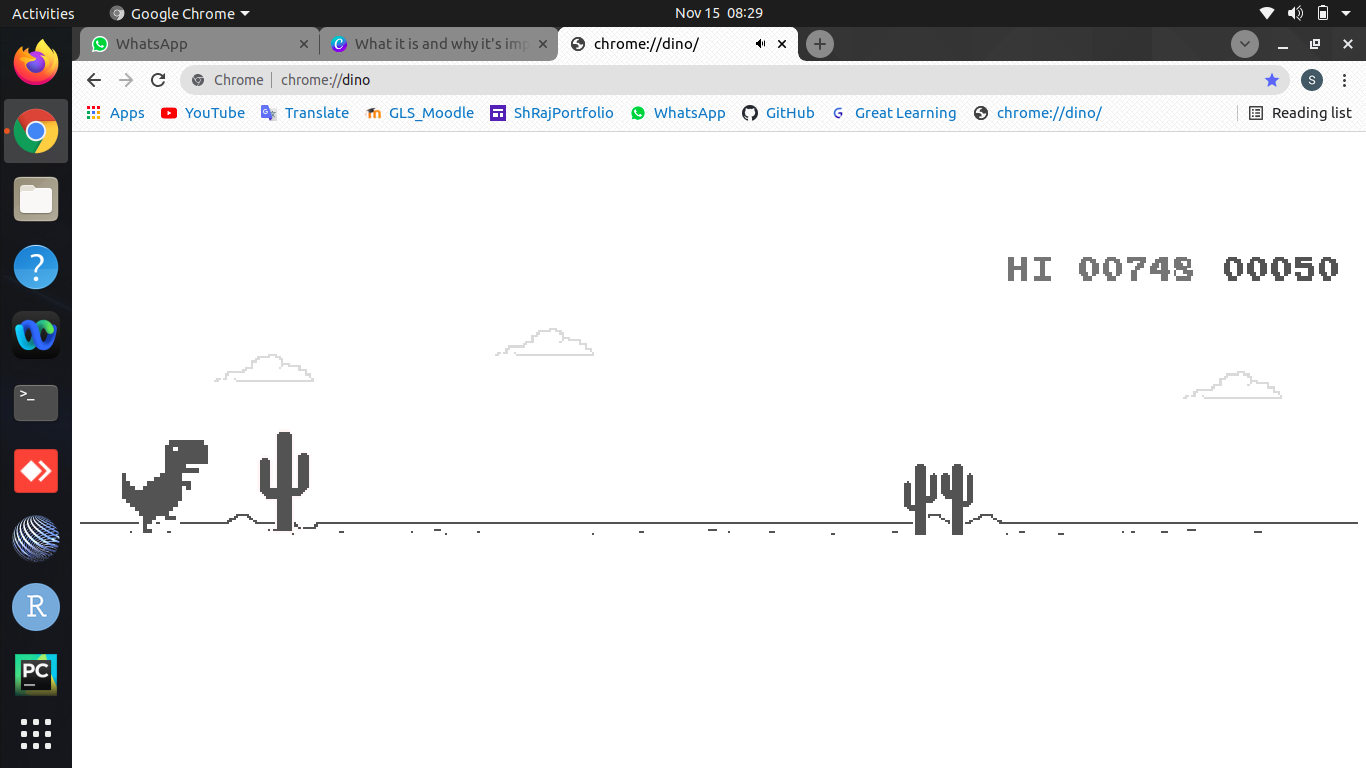 Activities Google Chrome Nov 15 08:29
WhatsApp What it is and why it's imp chrome://dino/
Chrome chrome://dino S
Apps YouTube Translate GLS_Moodle ShRajPortfolio WhatsApp GitHub Great Learning chrome://dino/ Reading list
HI 00748 00050
?
>_
R
PC